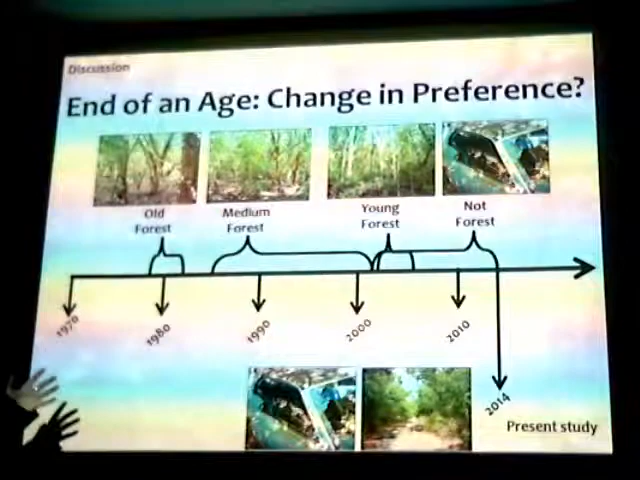 Discussion
End of an Age: Change in Preference?
Old
Forest
Medium
Forest
Young
Forest
Not
Forest
1970
1980
1990
2000
2010
2014
Present study